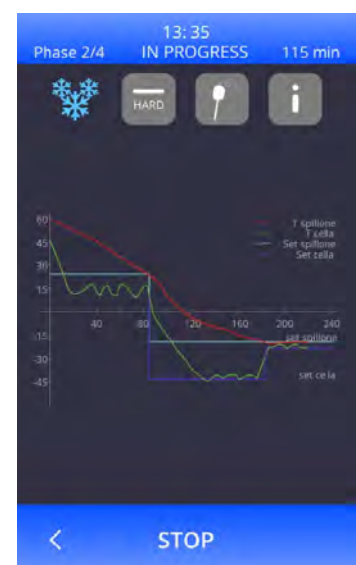 13:35
Phase 2/4 IN PROGRESS 115 min
HARD
i
60
45
30
15
-15
-30
-45
40 80 120 160 200 240
T spillone
T cella
Set spillone
Set cella
set spillone
set cella
STOP